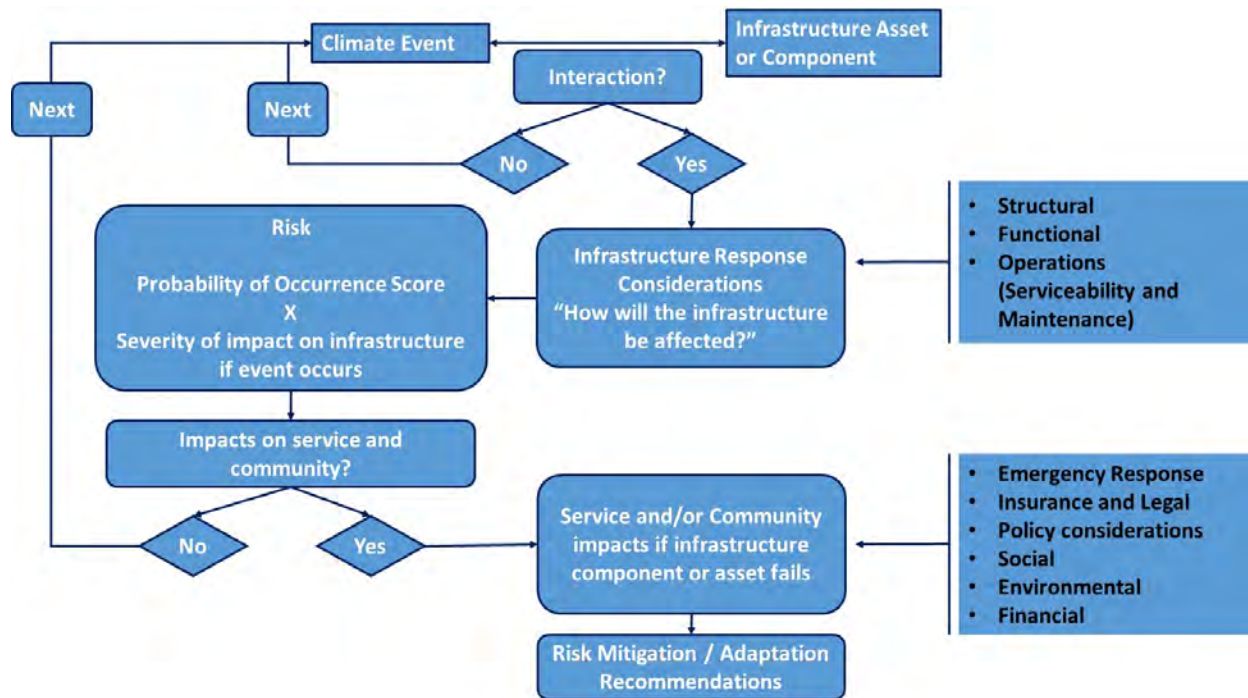 Climate Event
Infrastructure Asset
or Component
Interaction?
Next
Next
No
Yes
• Structural
• Functional
• Operations
(Serviceability and
Maintenance)
Infrastructure Response
Considerations
“How will the infrastructure
be affected?”
Risk
Probability of Occurrence Score
X
Severity of impact on infrastructure
if event occurs
Impacts on service and
community?
No
Yes
Service and/or Community
impacts if infrastructure
component or asset fails
• Emergency Response
• Insurance and Legal
• Policy considerations
• Social
• Environmental
• Financial
Risk Mitigation / Adaptation
Recommendations